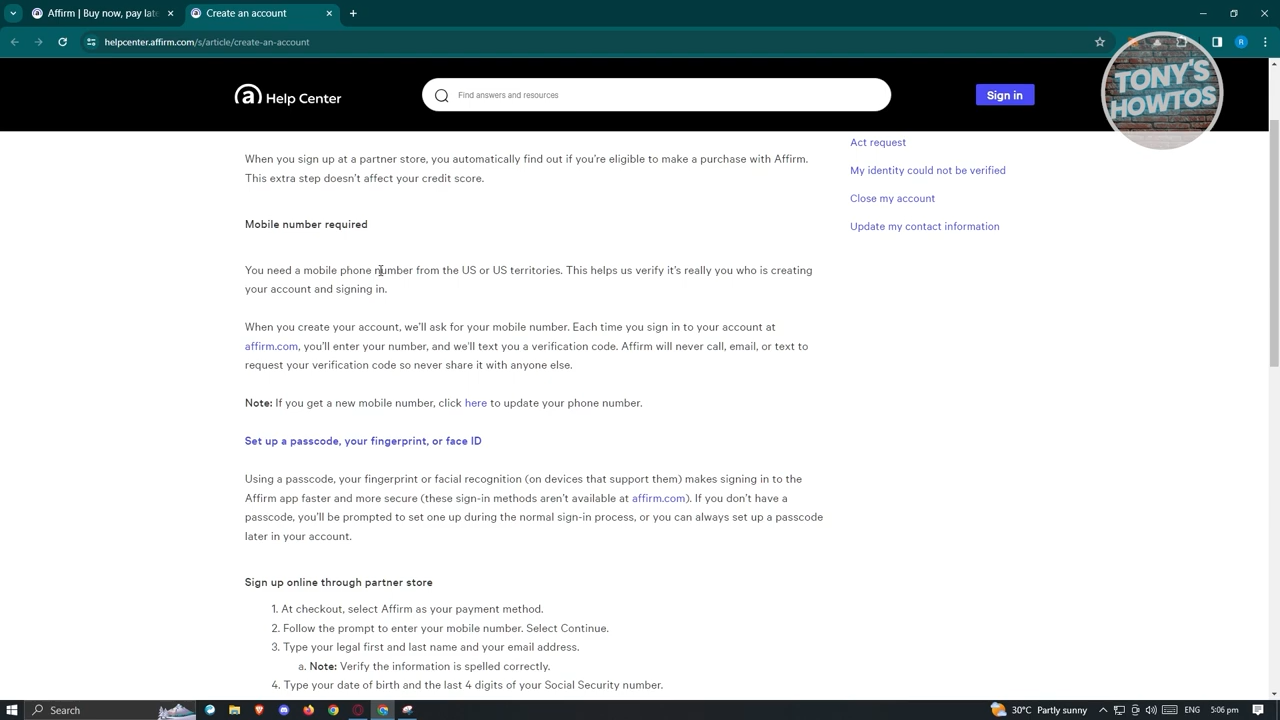 Affirm | Buy now, pay late
Create an account
helpcenter.affirm.com/s/article/create-an-account
R
Help Center
Find answers and resources
Sign in
TONY'S
HOWTOS
When you sign up at a partner store, you automatically find out if you're eligible to make a purchase with Affirm.
This extra step doesn't affect your credit score.
Act request
My identity could not be verified
Close my account
Update my contact information
Mobile number required
You need a mobile phone number from the US or US territories. This helps us verify it's really you who is creating
your account and signing in.
When you create your account, we'll ask for your mobile number. Each time you sign in to your account at
affirm.com, you'll enter your number, and we'll text you a verification code. Affirm will never call, email, or text to
request your verification code so never share it with anyone else.
Note: If you get a new mobile number, click here to update your phone number.
Set up a passcode, your fingerprint, or face ID
Using a passcode, your fingerprint or facial recognition (on devices that support them) makes signing in to the
Affirm app faster and more secure (these sign-in methods aren't available at affirm.com). If you don't have a
passcode, you'll be prompted to set one up during the normal sign-in process, or you can always set up a passcode
later in your account.
Sign up online through partner store
1. At checkout, select Affirm as your payment method.
2. Follow the prompt to enter your mobile number. Select Continue.
3. Type your legal first and last name and your email address.
a. Note: Verify the information is spelled correctly.
4. Type your date of birth and the last 4 digits of your Social Security number.
Search
30°C Partly sunny
ENG
5:06 pm